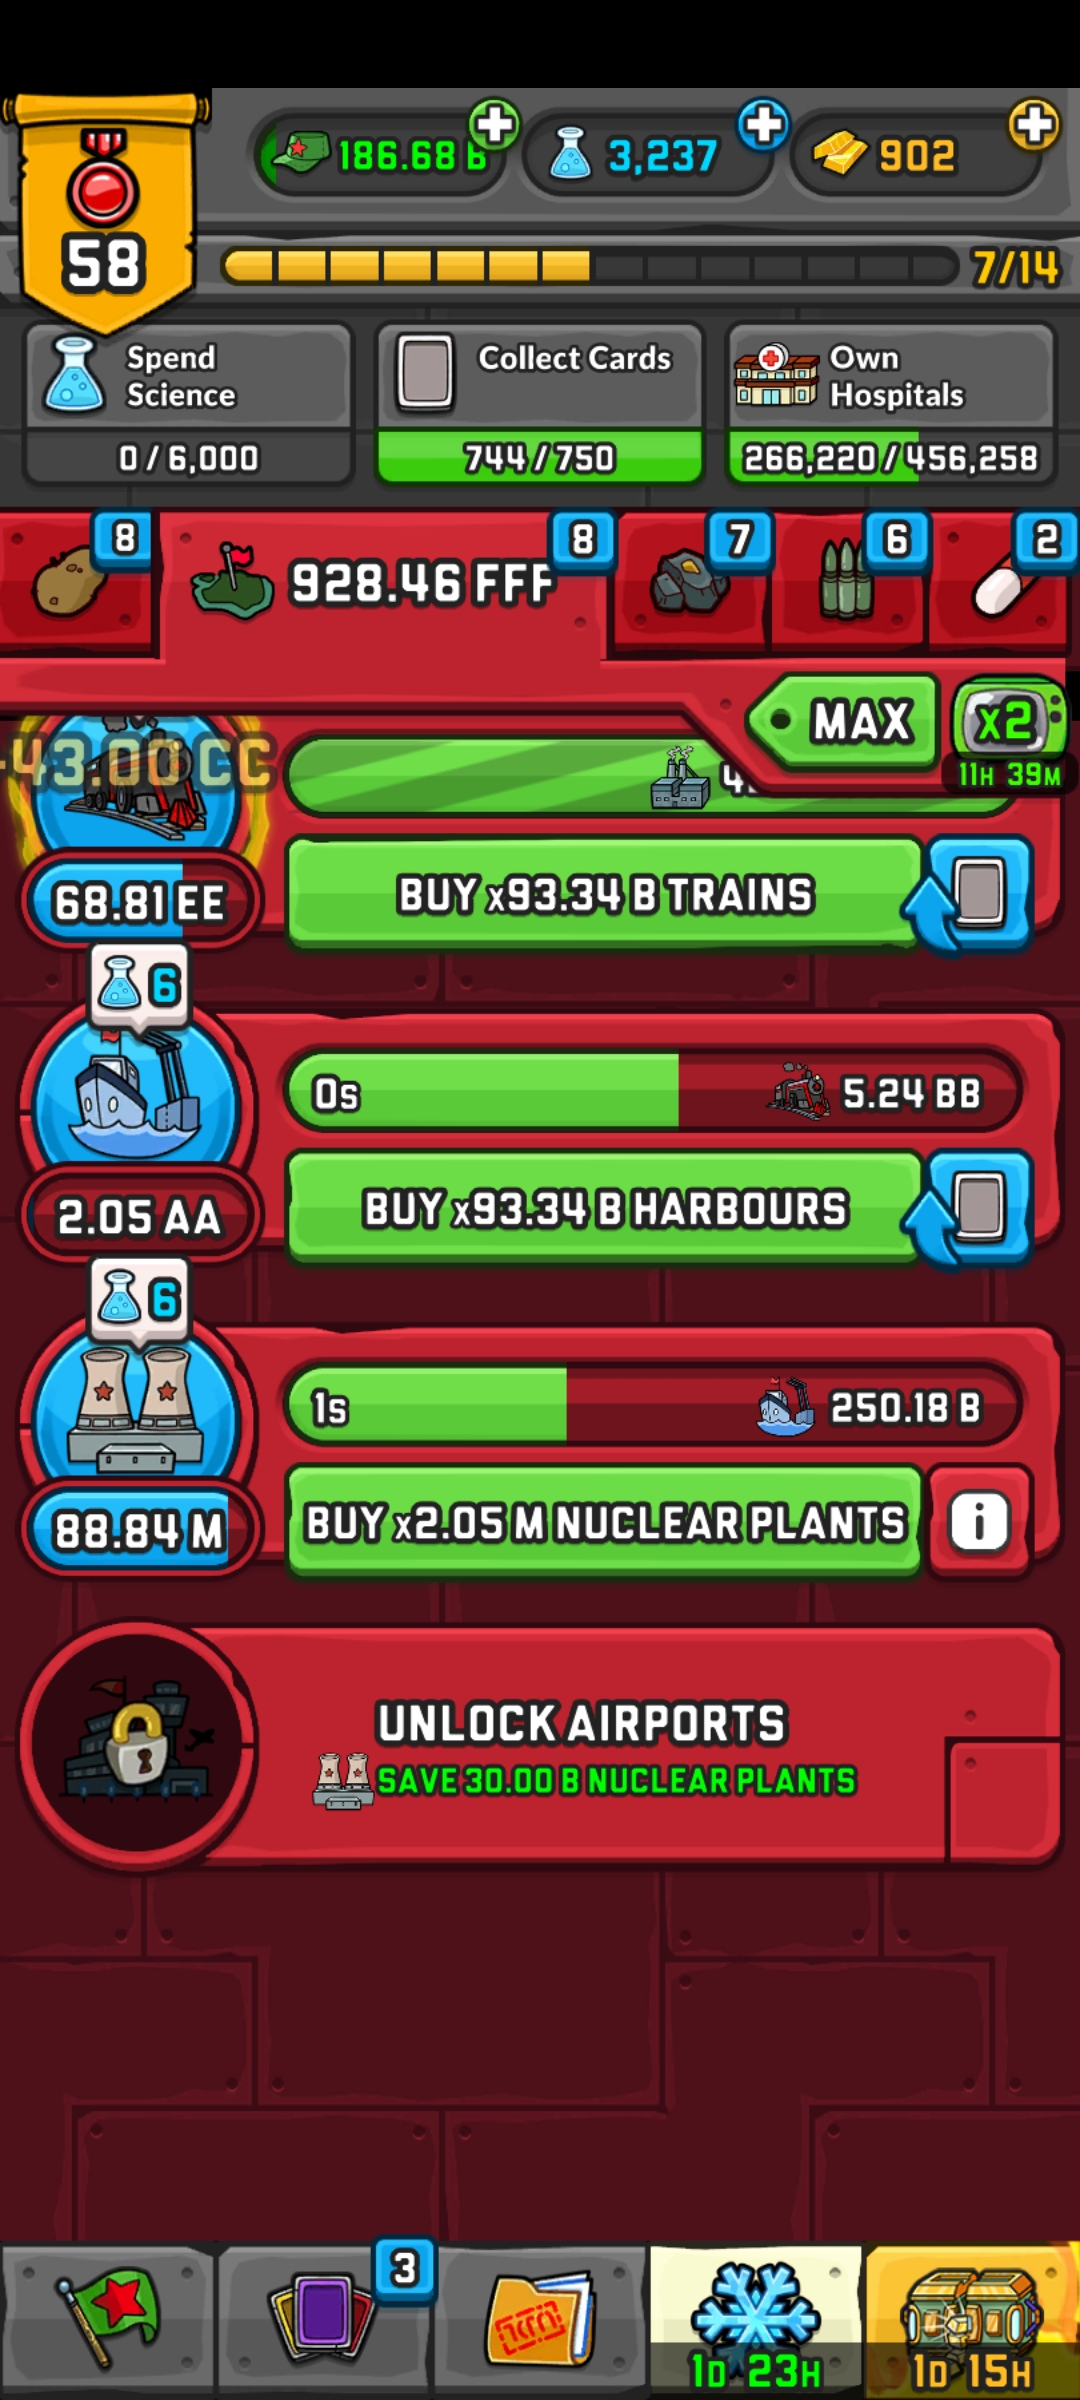 186.68 B
3,237
902
58
7/14
Spend
Science
0 / 6,000
Collect Cards
744 / 750
Own
Hospitals
266,220 / 456,258
8
928.46 FFF
8
7
6
2
MAX
x2
11H 39M
43.00 CC
68.81 EE
BUY x93.34 B TRAINS
6
0s
5.24 BB
2.05 AA
BUY x93.34 B HARBOURS
6
1s
250.18 B
88.84 M
BUY x2.05 M NUCLEAR PLANTS
i
UNLOCK AIRPORTS
SAVE 30.00 B NUCLEAR PLANTS
3
1D 23H
1D 15H